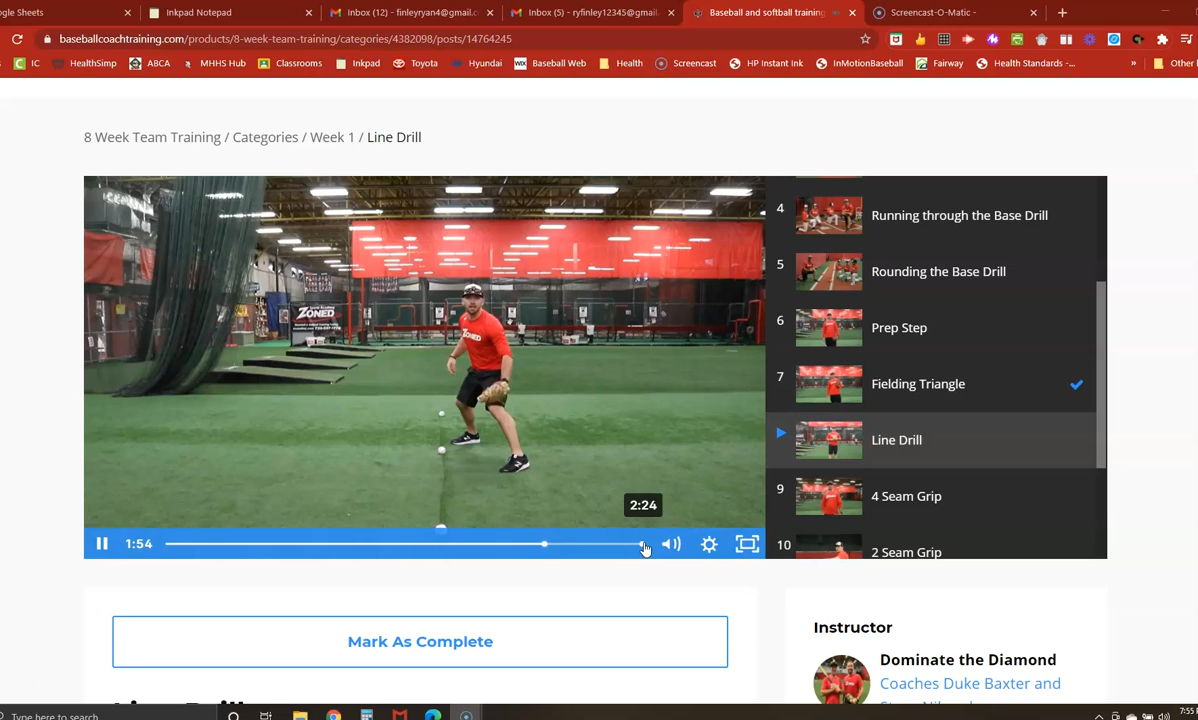 gle Sheets
Inkpad Notepad
Inbox (12) - finleyryan4@gmail.c
Inbox (5) - ryfinley12345@gmail.
Baseball and softball training
Screencast-O-Matic -
baseballcoachtraining.com/products/8-week-team-training/categories/4382098/posts/14764245
IC
HealthSimp
ABCA
MHHS Hub
Classrooms
Inkpad
Toyota
Hyundai
WIX
Baseball Web
Health
Screencast
HP Instant Ink
InMotionBaseball
Fairway
Health Standards -...
»
Other
8 Week Team Training / Categories / Week 1 / Line Drill
ZONED
ZONED
4
Running through the Base Drill
5
Rounding the Base Drill
6
Prep Step
7
Fielding Triangle
Line Drill
9
4 Seam Grip
10
2 Seam Grip
2:24
1:54
Mark As Complete
Instructor
Dominate the Diamond
Coaches Duke Baxter and
Line Drill
Type here to search
7:55